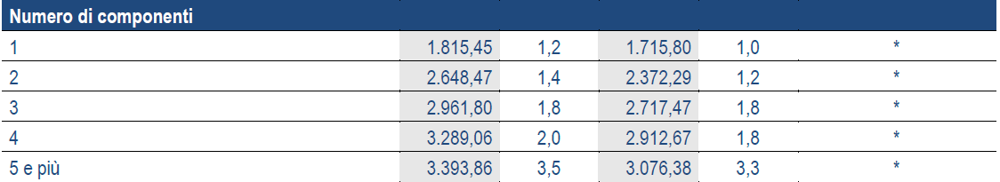 Numero di componenti
1 1.815,45 1,2 1.715,80 1,0 *
2 2.648,47 1,4 2.372,29 1,2 *
3 2.961,80 1,8 2.717,47 1,8 *
4 3.289,06 2,0 2.912,67 1,8 *
5 e più 3.393,86 3,5 3.076,38 3,3 *